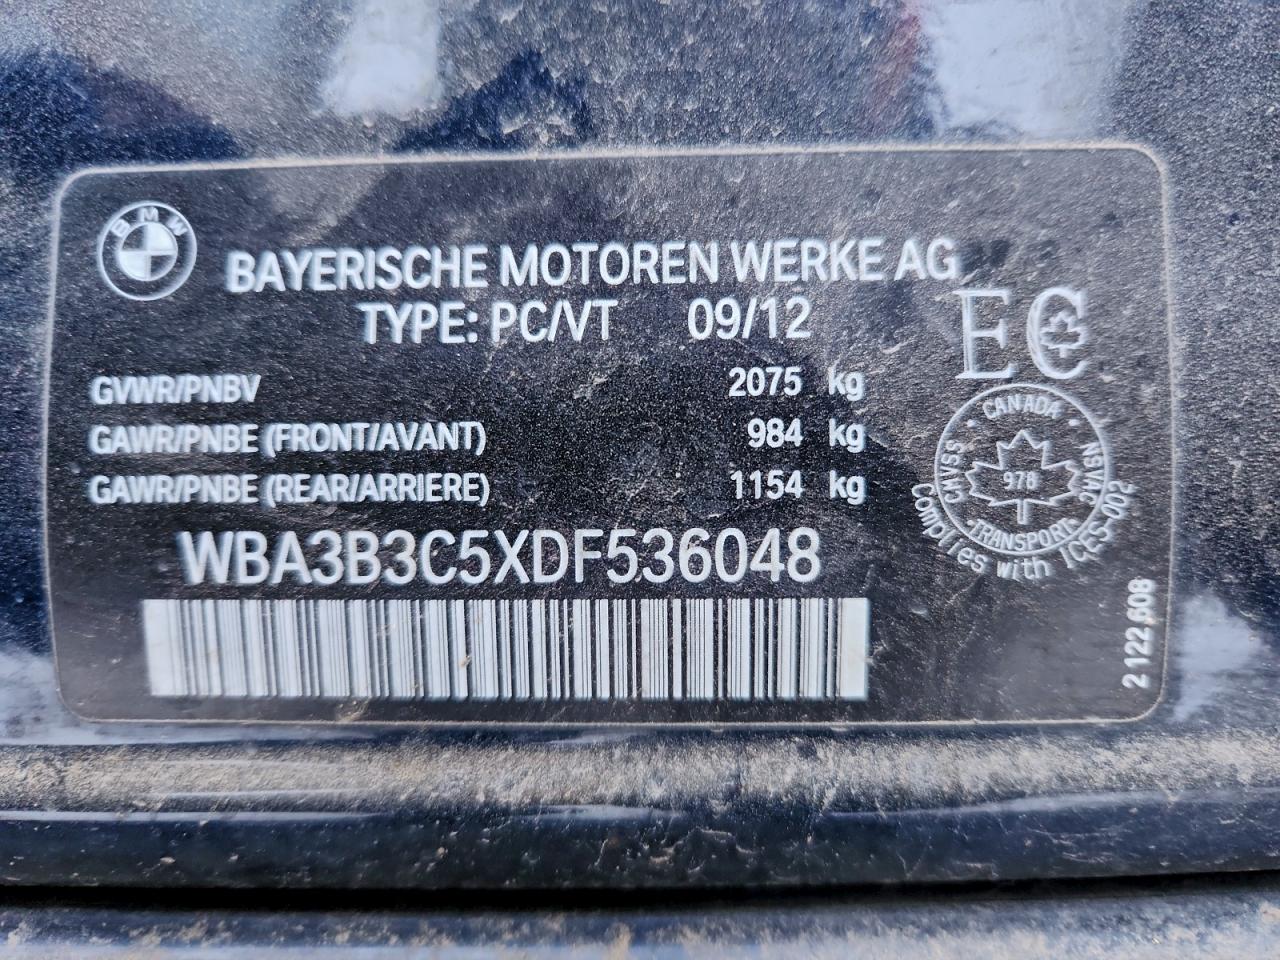 BMW
BAYERISCHE MOTOREN WERKE AG
TYPE: PC/VT 09/12
EC
GVWR/PNBV 2075 kg
GAWR/PNBE (FRONT/AVANT) 984 kg
GAWR/PNBE (REAR/ARRIERE) 1154 kg
CANADA
CMVSS
978
NSVAC
TRANSPORT
Complies with ICES-002
WBA3B3C5XDF536048
2 122 608